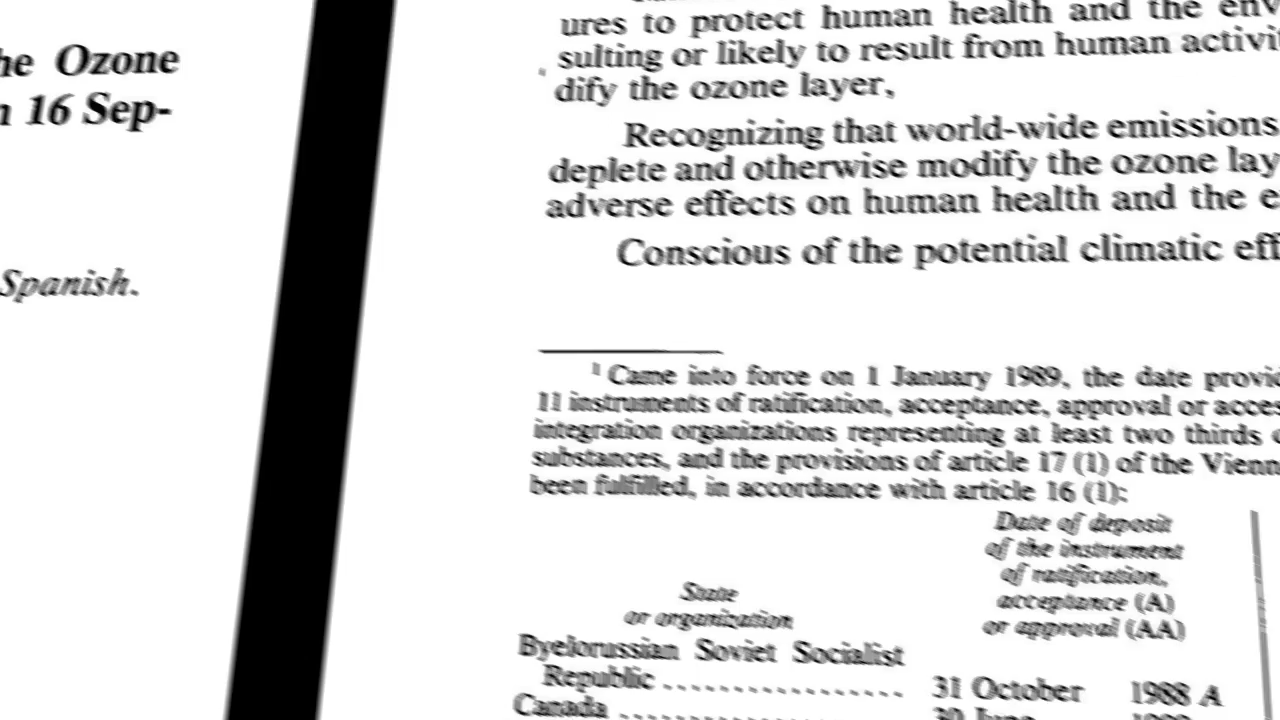 he Ozone
n 16 Sep-
Spanish.
ures to protect human health and the env
sulting or likely to result from human activit
dify the ozone layer,
Recognizing that world-wide emissions
deplete and otherwise modify the ozone lay
adverse effects on human health and the e
Conscious of the potential climatic eff
1 Came into force on 1 January 1989, the date provid
11 instruments of ratification, acceptance, approval or acces
integration organizations representing at least two thirds o
substances, and the provisions of article 17 (1) of the Vienn
been fulfilled, in accordance with article 16 (1):
Date of deposit
of the instrument
of ratification,
State acceptance (A)
or organization or approval (AA)
Byelorussian Soviet Socialist
Republic .................. 31 October 1988 A
Canada .................. 30 June